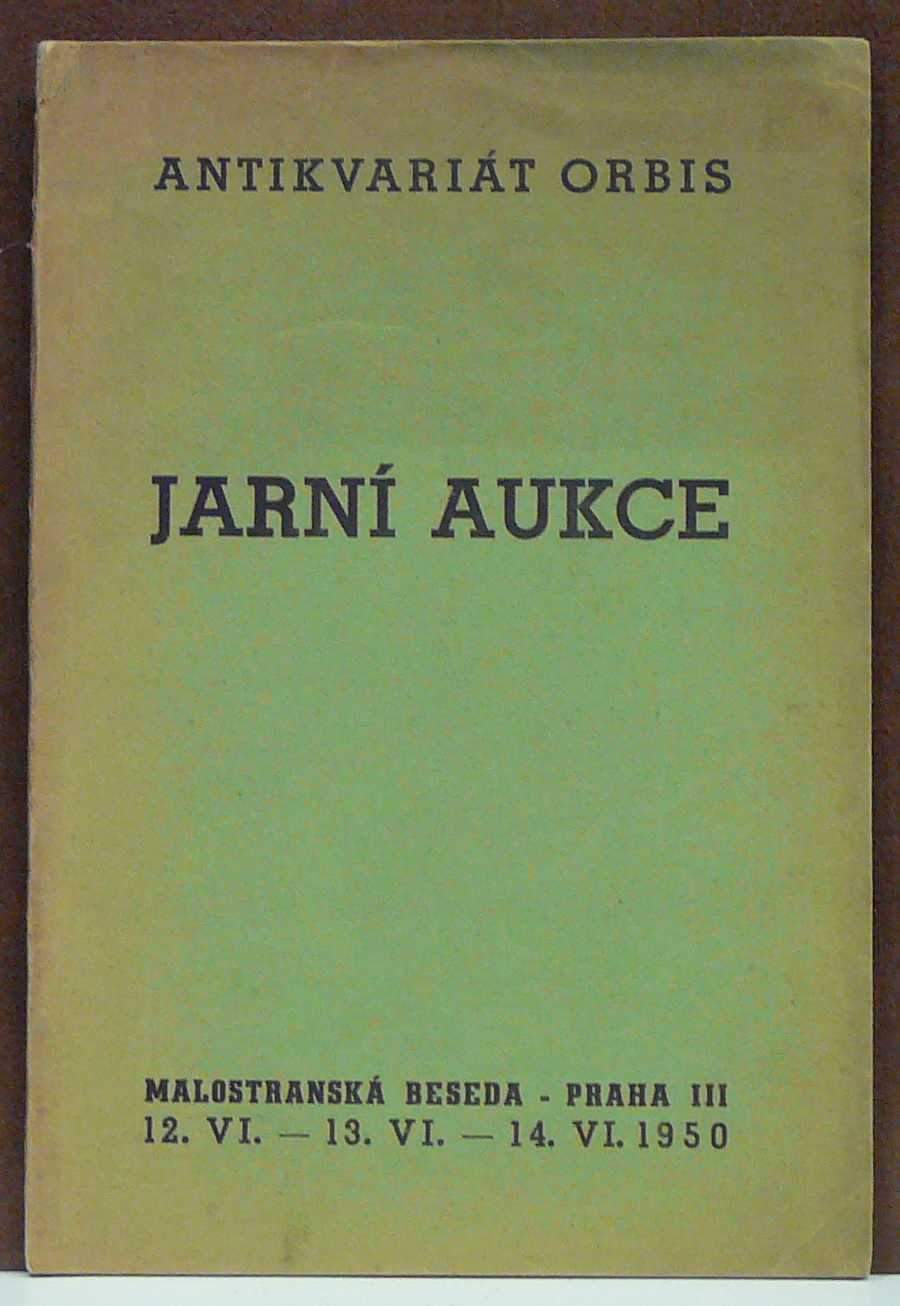 ANTIKVARIÁT ORBIS
JARNÍ AUKCE
MALOSTRANSKÁ BESEDA - PRAHA III
12. VI. — 13. VI. — 14. VI. 1950